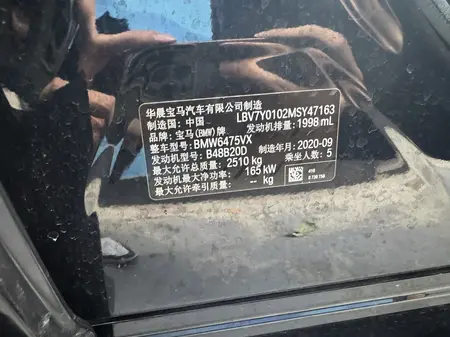 华晨宝马汽车有限公司制造
制造国:中国 LBV7Y0102MSY47163
品牌:宝马(BMW)牌 发动机排量:1998 mL
整车型号:BMW6475VX
发动机型号:B48B20D 制造年月:2020-09
最大允许总质量:2510 kg 乘坐人数:5
发动机最大净功率:165 kW
最大允许牵引质量:-- kg